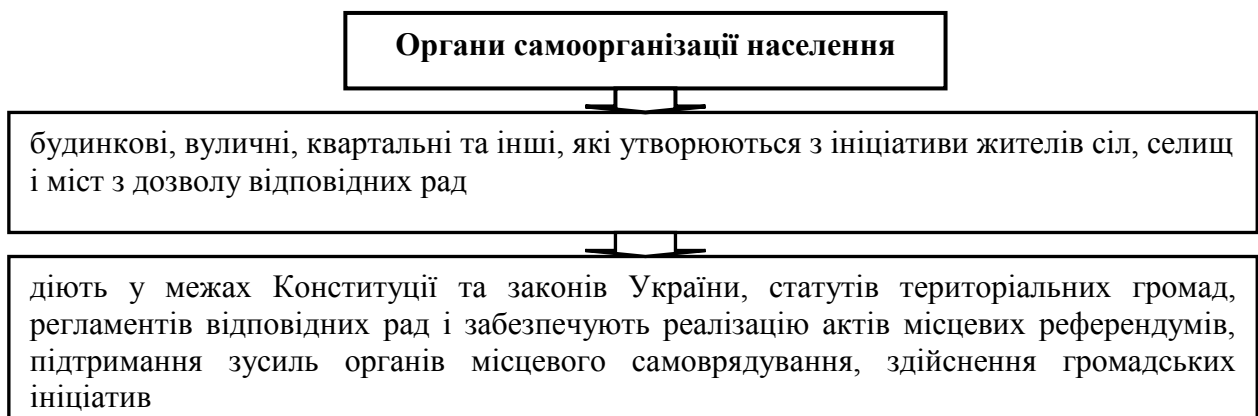 Органи самоорганізації населення
будинкові, вуличні, квартальні та інші, які утворюються з ініціативи жителів сіл, селищ
і міст з дозволу відповідних рад
діють у межах Конституції та законів України, статутів територіальних громад,
регламентів відповідних рад і забезпечують реалізацію актів місцевих референдумів,
підтримання зусиль органів місцевого самоврядування, здійснення громадських
ініціатив